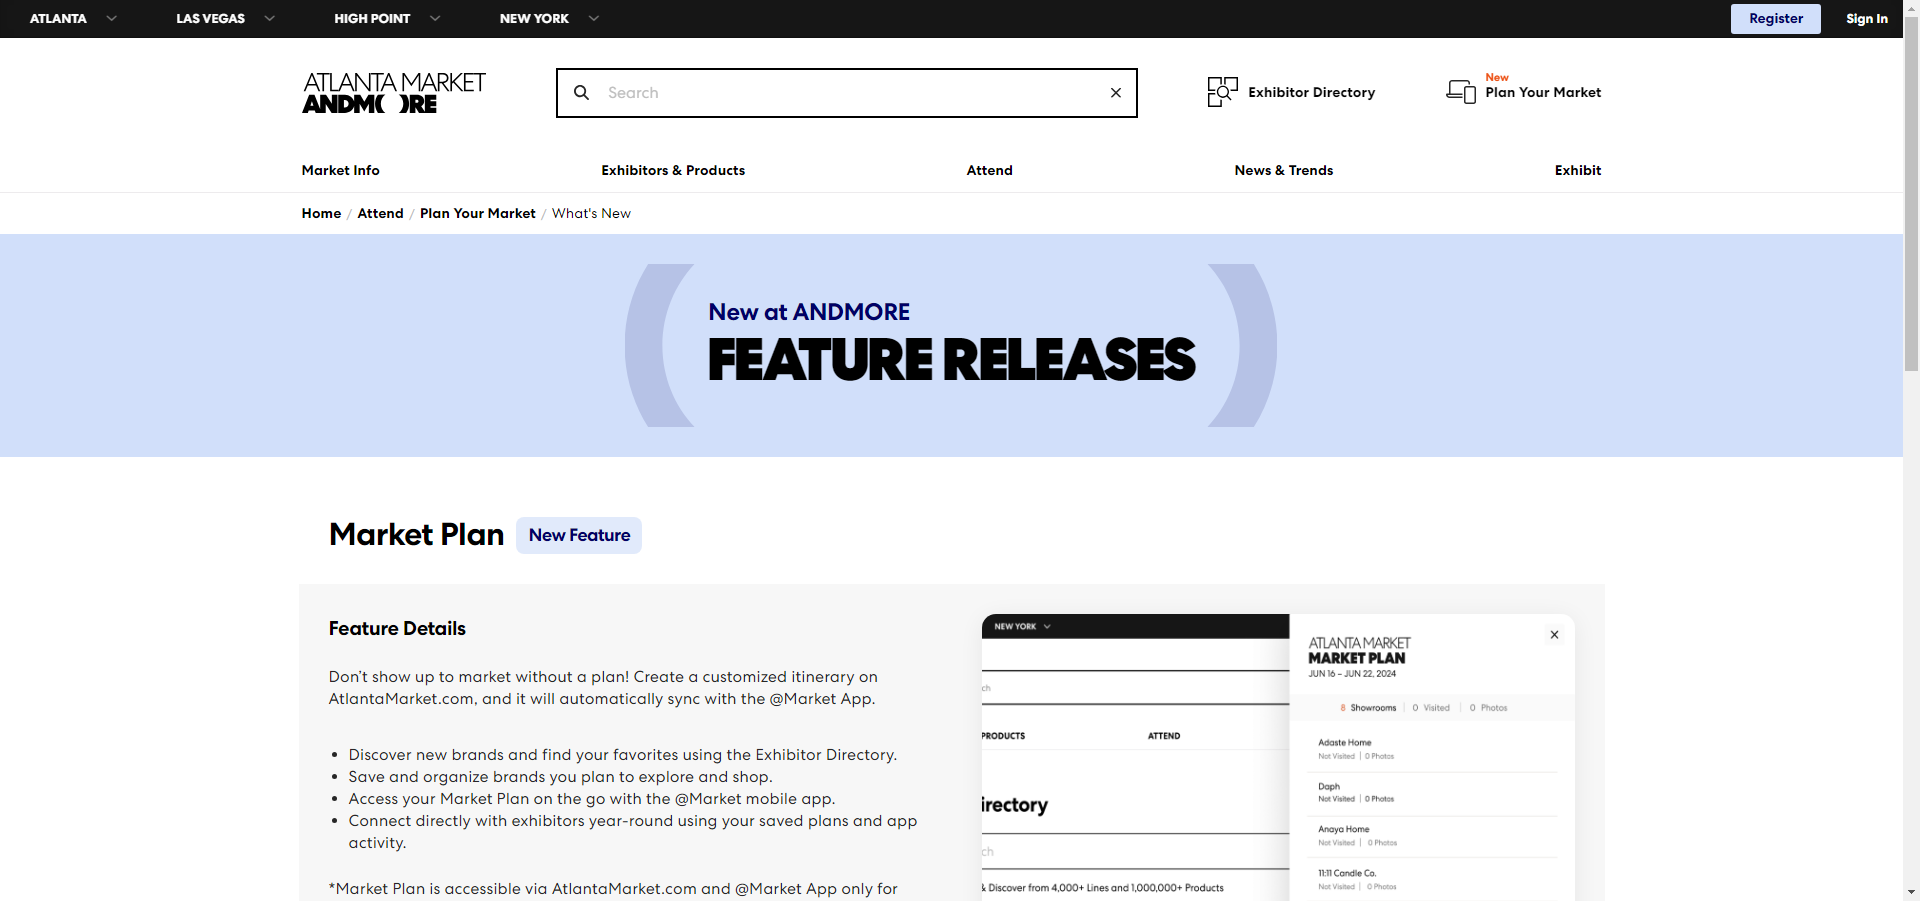 ATLANTA
LAS VEGAS
HIGH POINT
NEW YORK
Register
Sign In
ATLANTA MARKET
ANDMORE
Search
Exhibitor Directory
New
Plan Your Market
Market Info
Exhibitors & Products
Attend
News & Trends
Exhibit
Home / Attend / Plan Your Market / What's New
New at ANDMORE
FEATURE RELEASES
Market Plan
New Feature
Feature Details
Don't show up to market without a plan! Create a customized itinerary on
AtlantaMarket.com, and it will automatically sync with the @Market App.
• Discover new brands and find your favorites using the Exhibitor Directory.
• Save and organize brands you plan to explore and shop.
• Access your Market Plan on the go with the @Market mobile app.
• Connect directly with exhibitors year-round using your saved plans and app
activity.
*Market Plan is accessible via AtlantaMarket.com and @Market App only for
NEW YORK
ch
PRODUCTS
ATTEND
irectory
ch
& Discover from 4,000+ Lines and 1,000,000+ Products
ATLANTA MARKET
MARKET PLAN
JUN 16 – JUN 22, 2024
8 Showrooms | 0 Visited | 0 Photos
Adaste Home
Not Visited | 0 Photos
Daph
Not Visited | 0 Photos
Anaya Home
Not Visited | 0 Photos
11:11 Candle Co.
Not Visited | 0 Photos